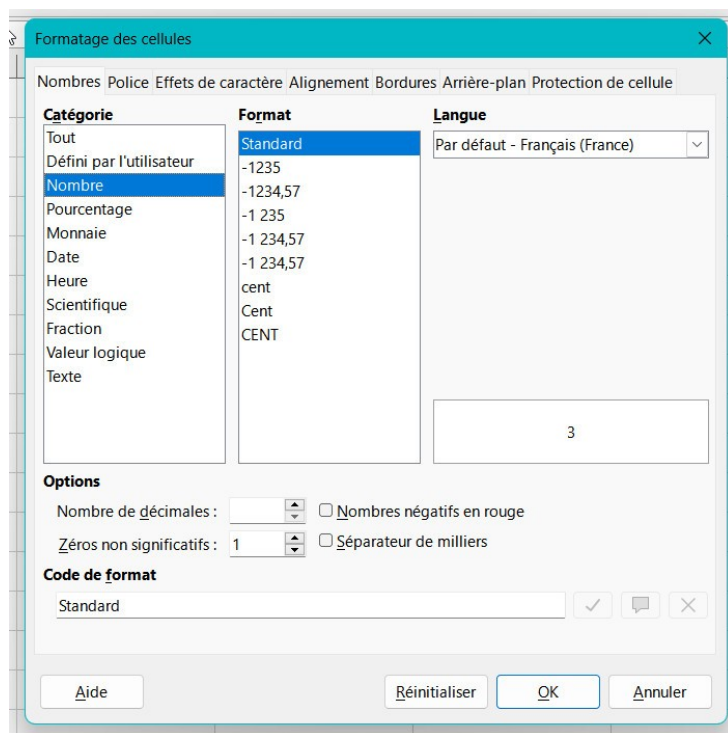 Formatage des cellules
Nombres Police Effets de caractère Alignement Bordures Arrière-plan Protection de cellule
Catégorie
Tout
Défini par l'utilisateur
Nombre
Pourcentage
Monnaie
Date
Heure
Scientifique
Fraction
Valeur logique
Texte
Format
Standard
-1235
-1234,57
-1 235
-1 234,57
-1 234,57
cent
Cent
CENT
Langue
Par défaut - Français (France)
3
Options
Nombre de décimales :
Nombres négatifs en rouge
Zéros non significatifs : 1
Séparateur de milliers
Code de format
Standard
Aide
Réinitialiser
OK
Annuler